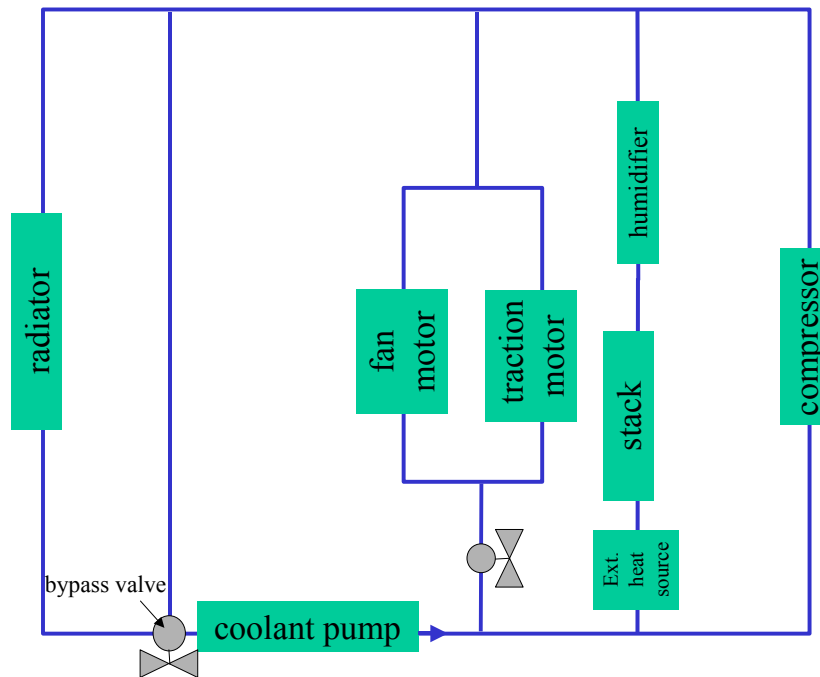 humidifier
radiator
fan
motor
traction
motor
compressor
stack
Ext.
heat
source
bypass valve
coolant pump